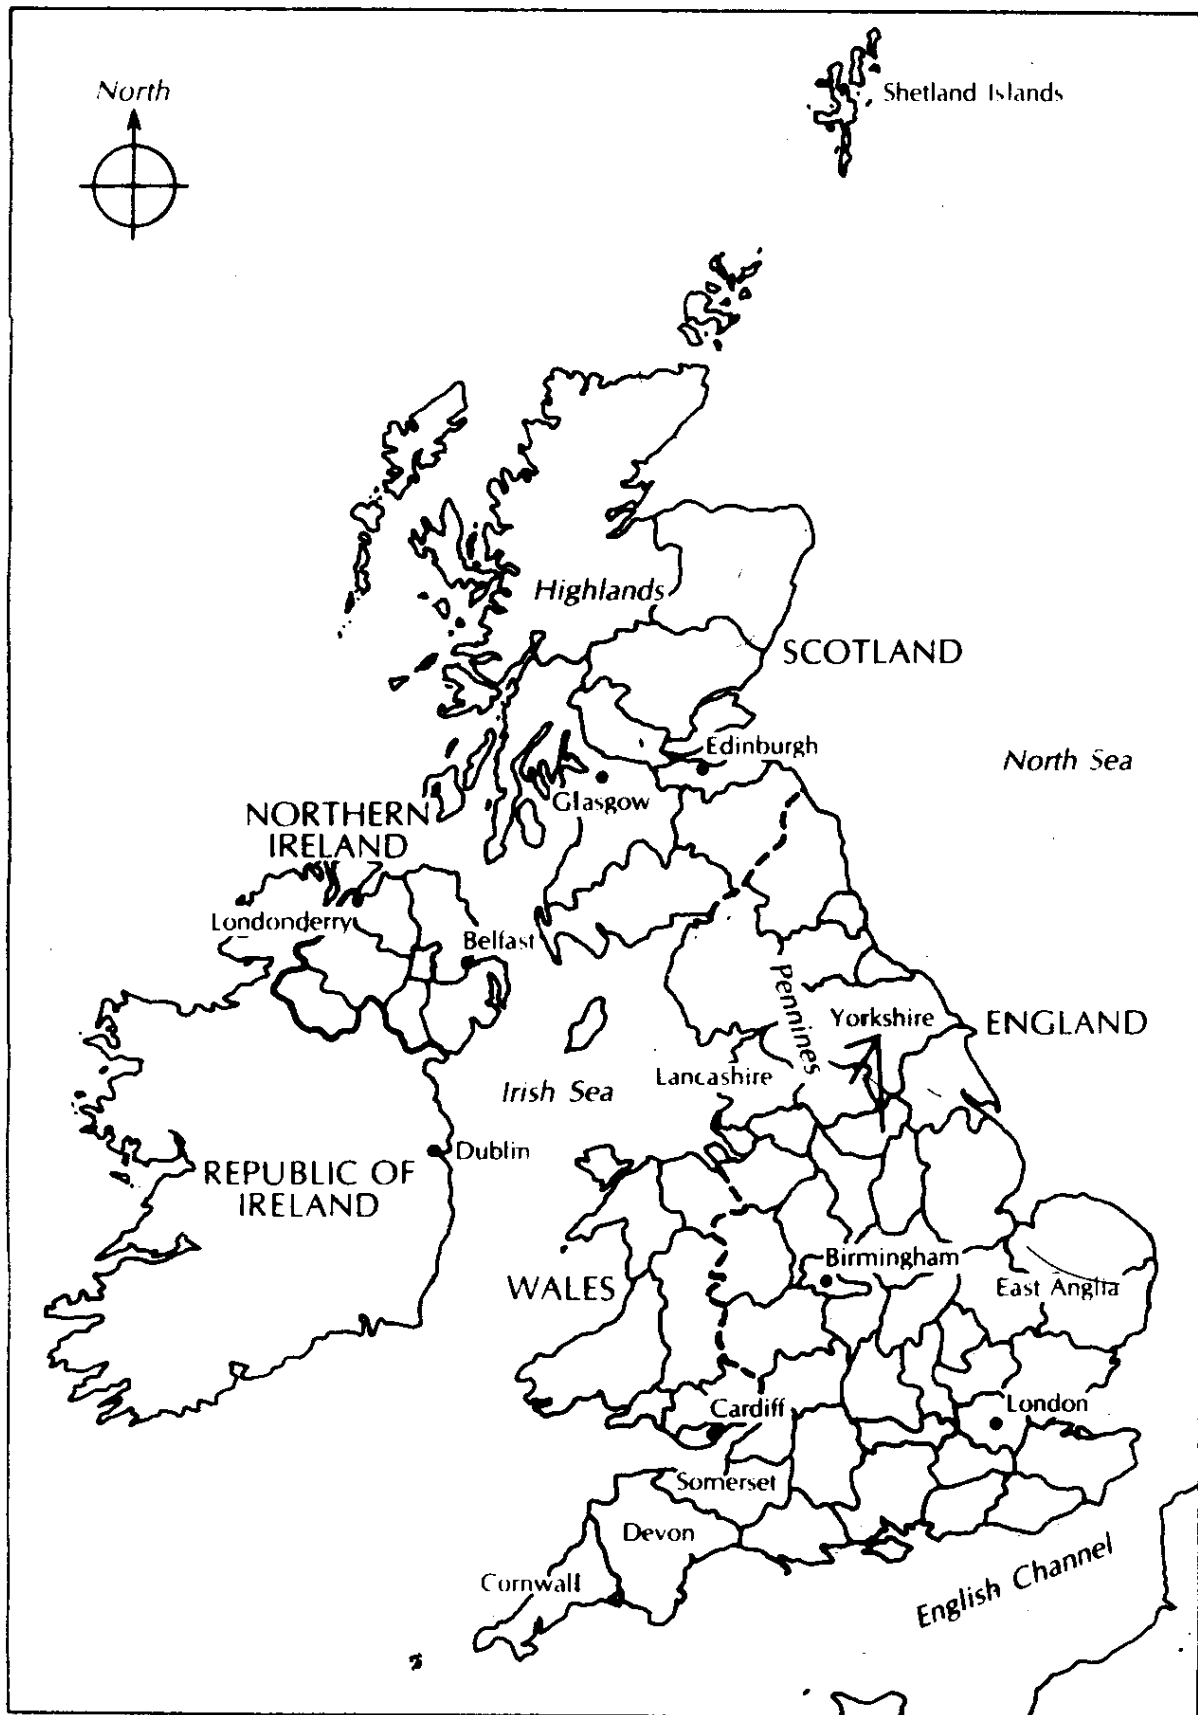 North
Shetland Islands
Highlands
SCOTLAND
Edinburgh
North Sea
Glasgow
NORTHERN
IRELAND
Londonderry
Belfast
Pennines
Yorkshire
ENGLAND
Lancashire
Irish Sea
Dublin
REPUBLIC OF
IRELAND
Birmingham
WALES
East Anglia
Cardiff
London
Somerset
Devon
Cornwall
English Channel